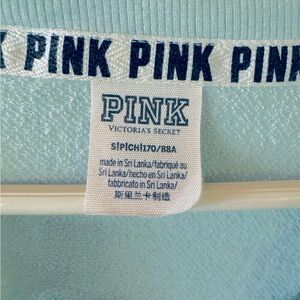 K PINK PINK PIN
PINK
VICTORIA'S SECRET
S|P|CH|170/88A
made in Sri Lanka/fabriqué au
Sri Lanka/hecho en Sri Lanka/
fabbricato in Sri Lanka/
斯里兰卡制造